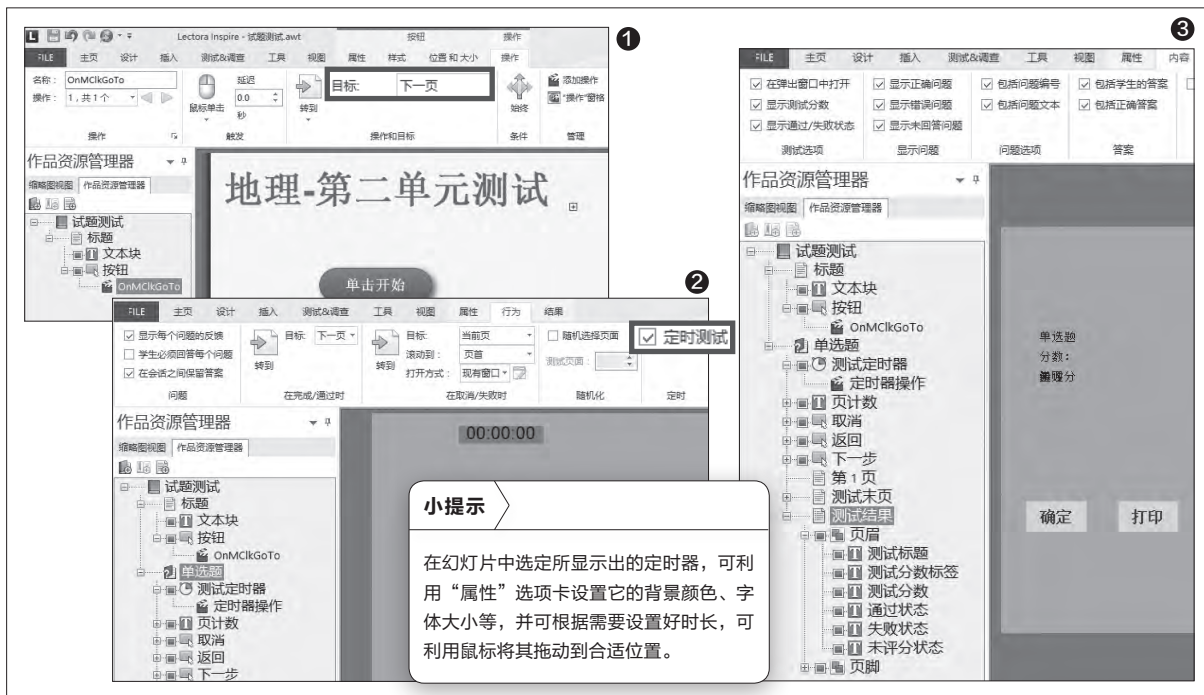 ❶
Lectora Inspire - 试题测试.awt 按钮 操作
FILE 主页 设计 插入 测试&调查 工具 视图 属性 样式 位置和大小 操作
名称: OnMClkGoTo
操作: 1,共1个
鼠标单击
延迟
0.0
秒
转到
目标: 下一页
始终
添加操作
"操作"窗格
操作 触发 操作和目标 条件 管理
作品资源管理器
缩略图视图 作品资源管理器
试题测试
标题
文本块
按钮
OnMClkGoTo
地理-第二单元测试
单击开始
❷
FILE 主页 设计 插入 测试&调查 工具 视图 属性 行为 结果
显示每个问题的反馈
学生必须回答每个问题
在会话之间保留答案
转到
目标: 下一页
转到
目标: 当前页
滚动到: 页首
打开方式: 现有窗口
随机选择页面
测试页面:
定时测试
问题 在完成/通过时 在取消/失败时 随机化 定时
作品资源管理器
缩略图视图 作品资源管理器
试题测试
标题
文本块
按钮
OnMClkGoTo
单选题
测试定时器
定时器操作
页计数
取消
返回
下一步
00:00:00
小提示
在幻灯片中选定所显示出的定时器，可利
用“属性”选项卡设置它的背景颜色、字
体大小等，并可根据需要设置好时长，可
利用鼠标将其拖动到合适位置。
❸
FILE 主页 设计 插入 测试&调查 工具 视图 属性 内容
在弹出窗口中打开 显示正确问题 包括问题编号 包括学生的答案
显示测试分数 显示错误问题 包括问题文本 包括正确答案
显示通过/失败状态 显示未回答问题
测试选项 显示问题 问题选项 答案
作品资源管理器
缩略图视图 作品资源管理器
试题测试
标题
文本块
按钮
OnMClkGoTo
单选题
测试定时器
定时器操作
页计数
取消
返回
下一步
第1页
测试末页
测试结果
页眉
测试标题
测试分数标签
测试分数
通过状态
失败状态
未评分状态
页脚
单选题
分数:
确定 打印